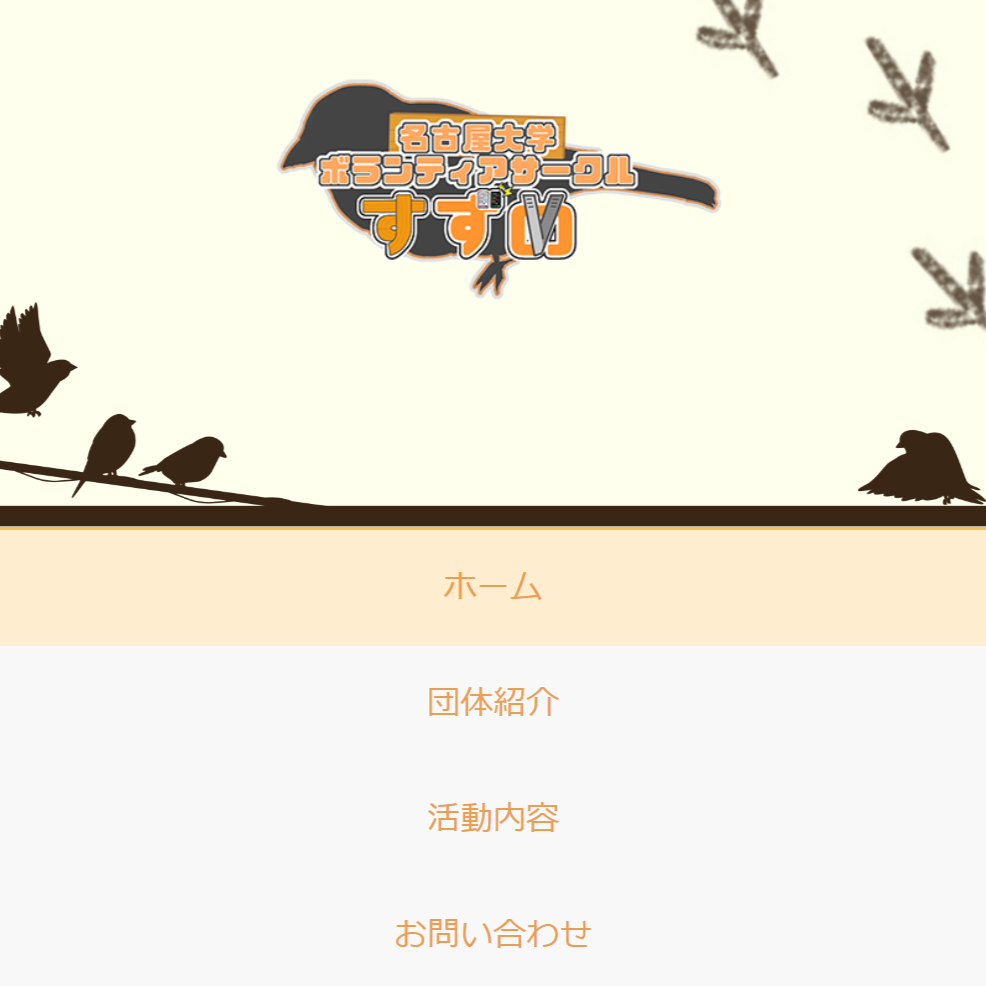 名古屋大学
ボランティアサークル
すずめ
ホーム
団体紹介
活動内容
お問い合わせ